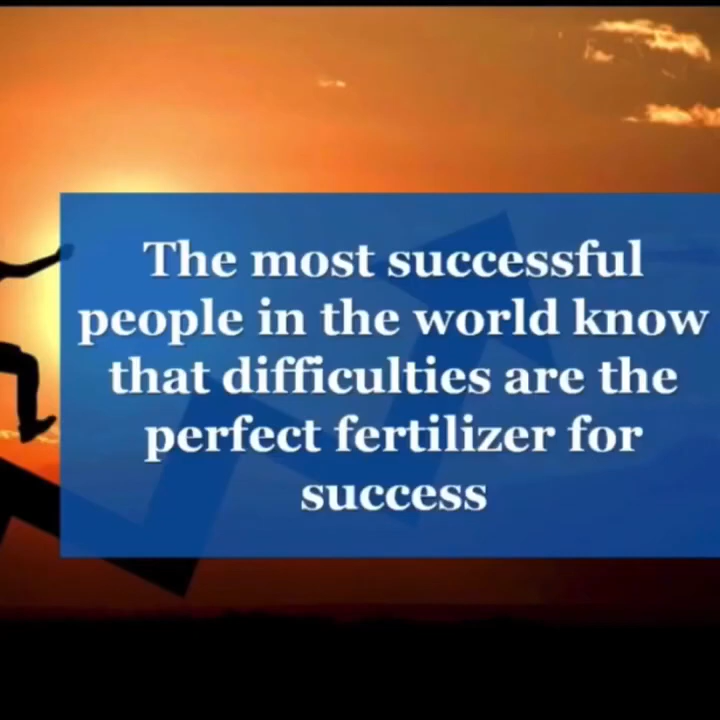 The most successful
people in the world know
that difficulties are the
perfect fertilizer for
success